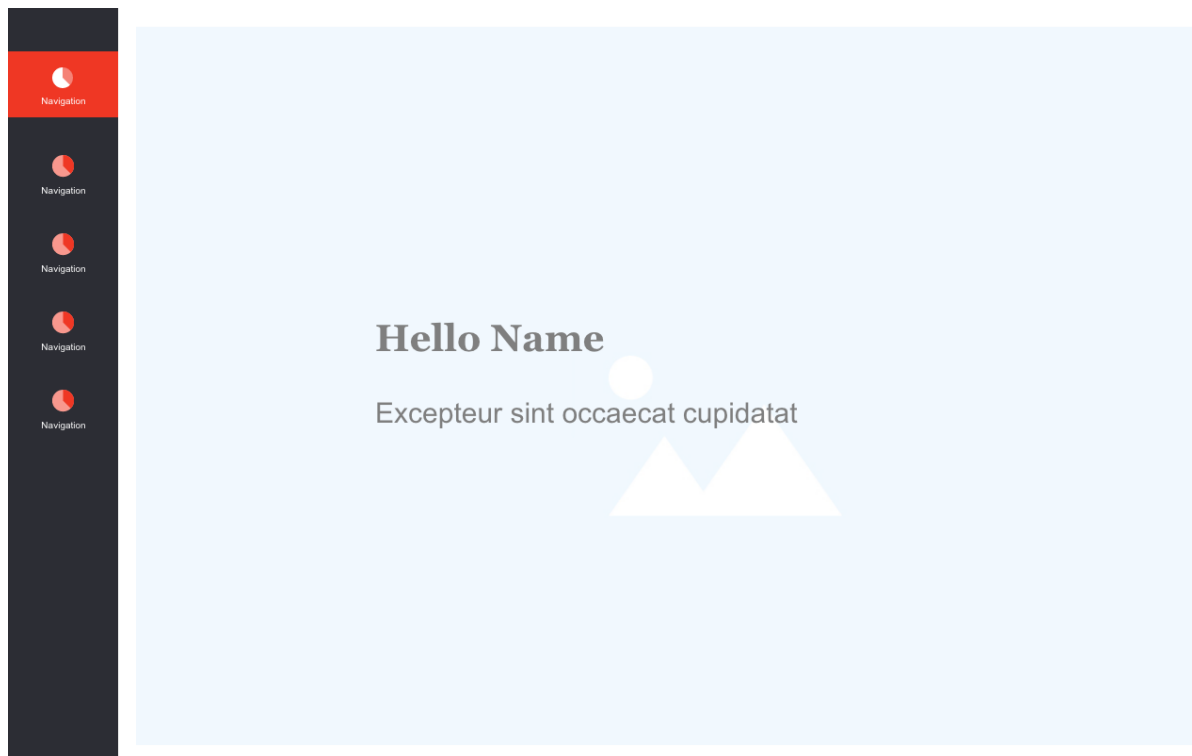 Navigation
Navigation
Navigation
Navigation
Navigation
Hello Name
Excepteur sint occaecat cupidatat